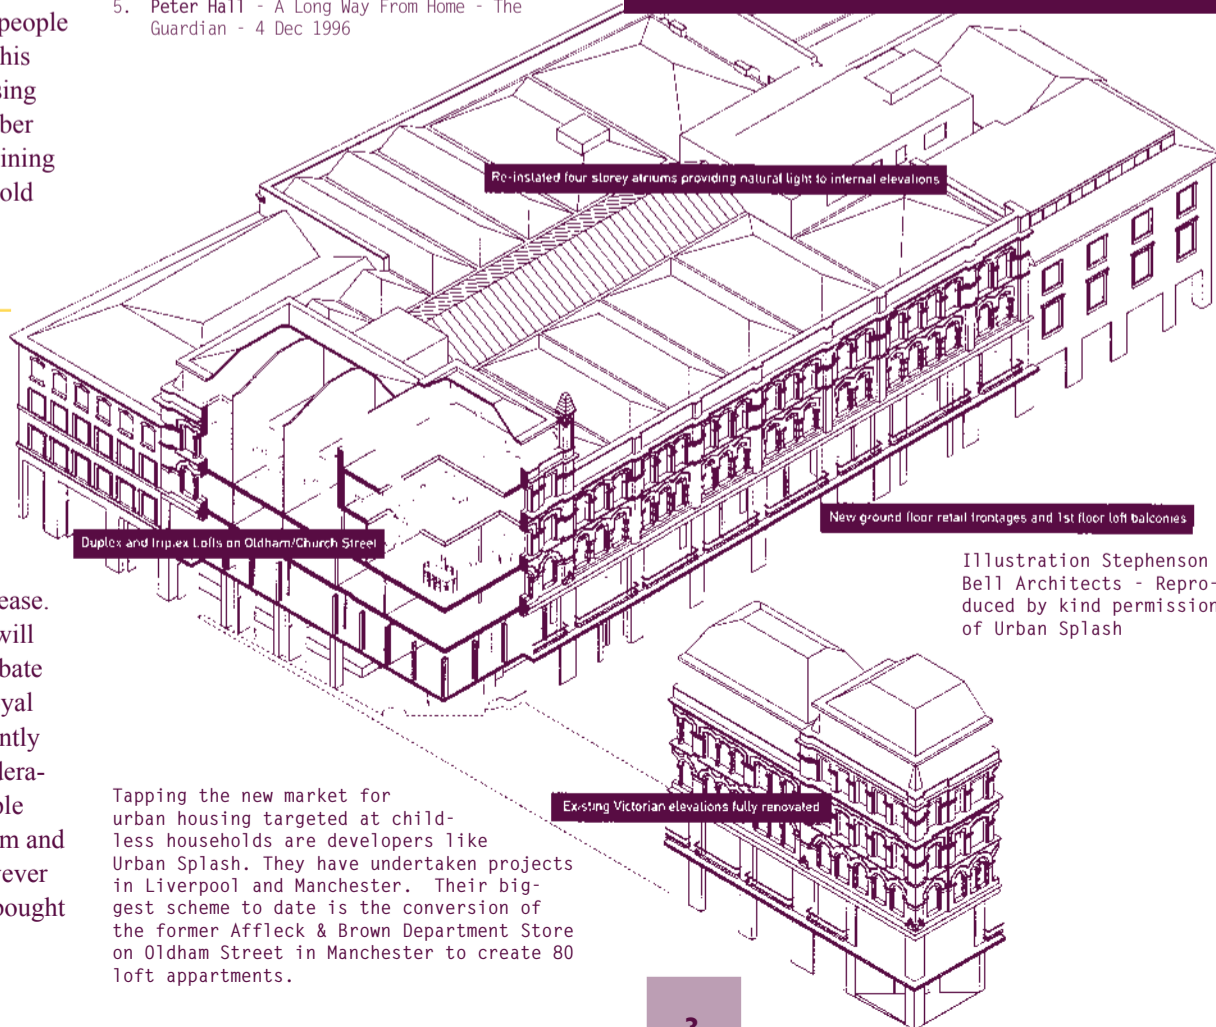 people
his
sing
ber
ining
old
ease.
will
bate
yal
ntly
lera-
ple
m and
ever
bought
5. Peter Hall - A Long Way From Home - The
Guardian - 4 Dec 1996
Re-instated four storey atriums providing natural light to internal elevations
Duplex and triplex Lofts on Oldham/Church Street
New ground floor retail frontages and 1st floor loft balconies
Illustration Stephenson
Bell Architects - Repro-
duced by kind permission
of Urban Splash
Existing Victorian elevations fully renovated
Tapping the new market for
urban housing targeted at child-
less households are developers like
Urban Splash. They have undertaken projects
in Liverpool and Manchester. Their big-
gest scheme to date is the conversion of
the former Affleck & Brown Department Store
on Oldham Street in Manchester to create 80
loft appartments.
3